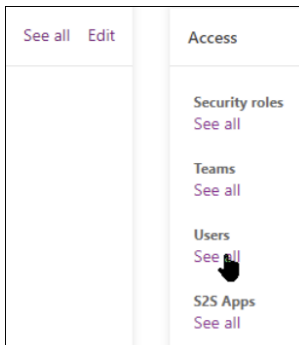 See all Edit
Access
Security roles
See all
Teams
See all
Users
See all
S2S Apps
See all